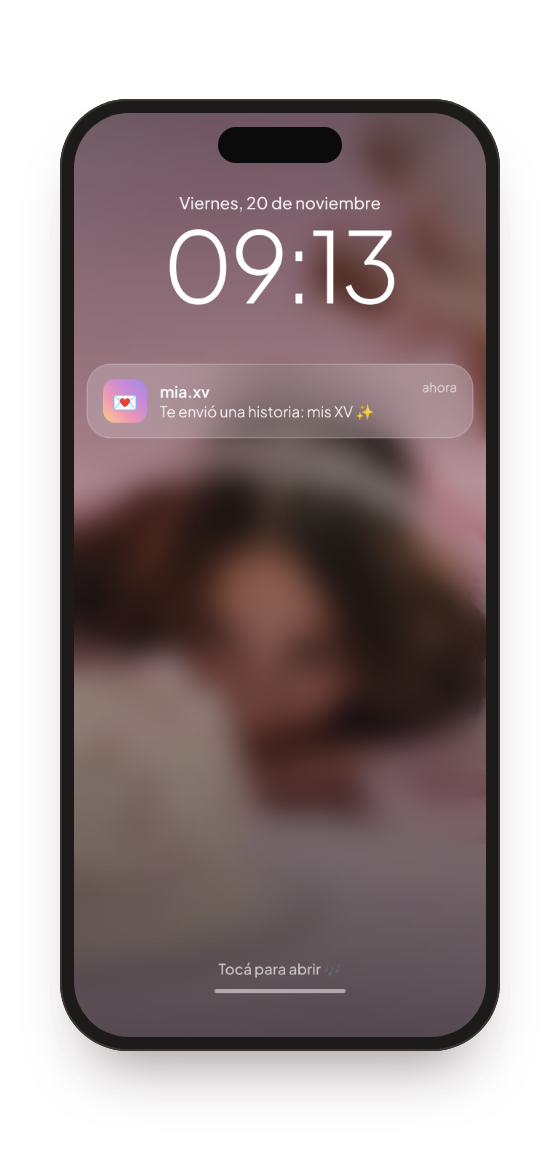 Viernes, 20 de noviembre
09:13
mia.xv
ahora
Te envió una historia: mis XV ✨
Tocá para abrir 🎶